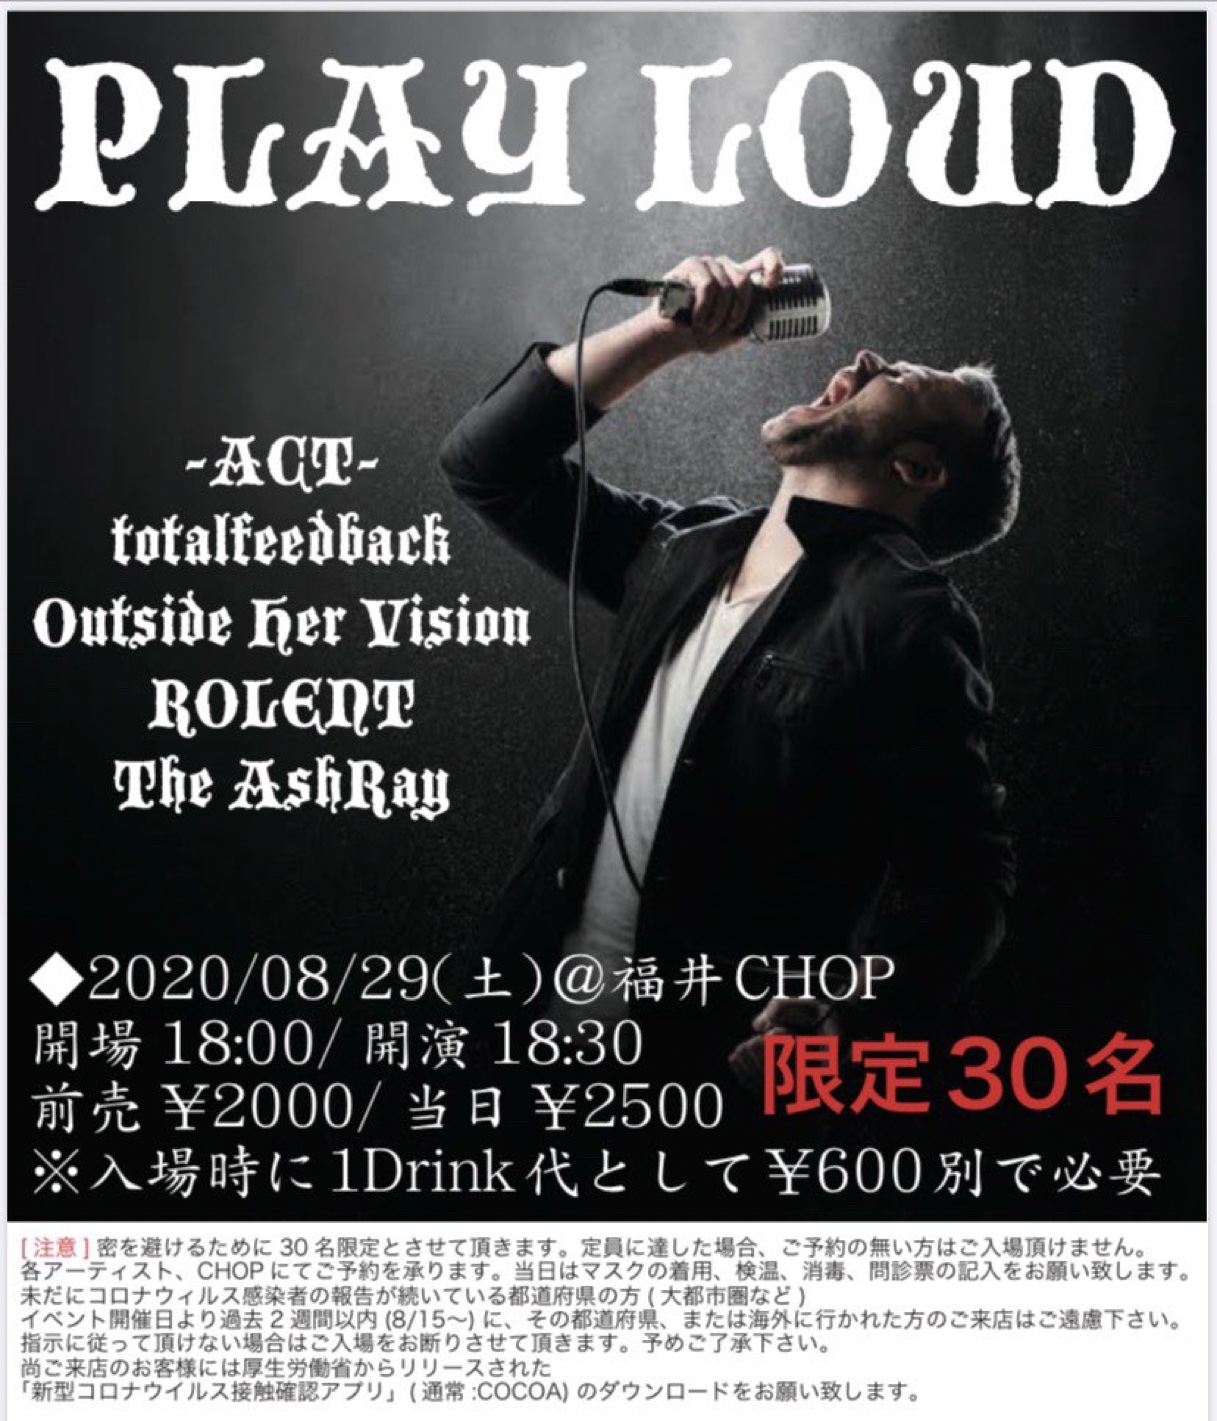 PLAY LOUD
-ACT-
totalfeedback
Outside Her Vision
ROLENT
The AshRay
◆2020/08/29(土)@福井CHOP
開場 18:00/ 開演 18:30
前売 ¥2000/ 当日 ¥2500
限定30名
※入場時に1Drink代として¥600別で必要
[ 注意 ] 密を避けるために 30 名限定とさせて頂きます。定員に達した場合、ご予約の無い方はご入場頂けません。
各アーティスト、CHOP にてご予約を承ります。当日はマスクの着用、検温、消毒、問診票の記入をお願い致します。
未だにコロナウィルス感染者の報告が続いている都道府県の方 ( 大都市圏など )
イベント開催日より過去 2 週間以内 (8/15〜) に、その都道府県、または海外に行かれた方のご来店はご遠慮下さい。
指示に従って頂けない場合はご入場をお断りさせて頂きます。予めご了承下さい。
尚ご来店のお客様には厚生労働省からリリースされた
「新型コロナウイルス接触確認アプリ」( 通常 :COCOA) のダウンロードをお願い致します。